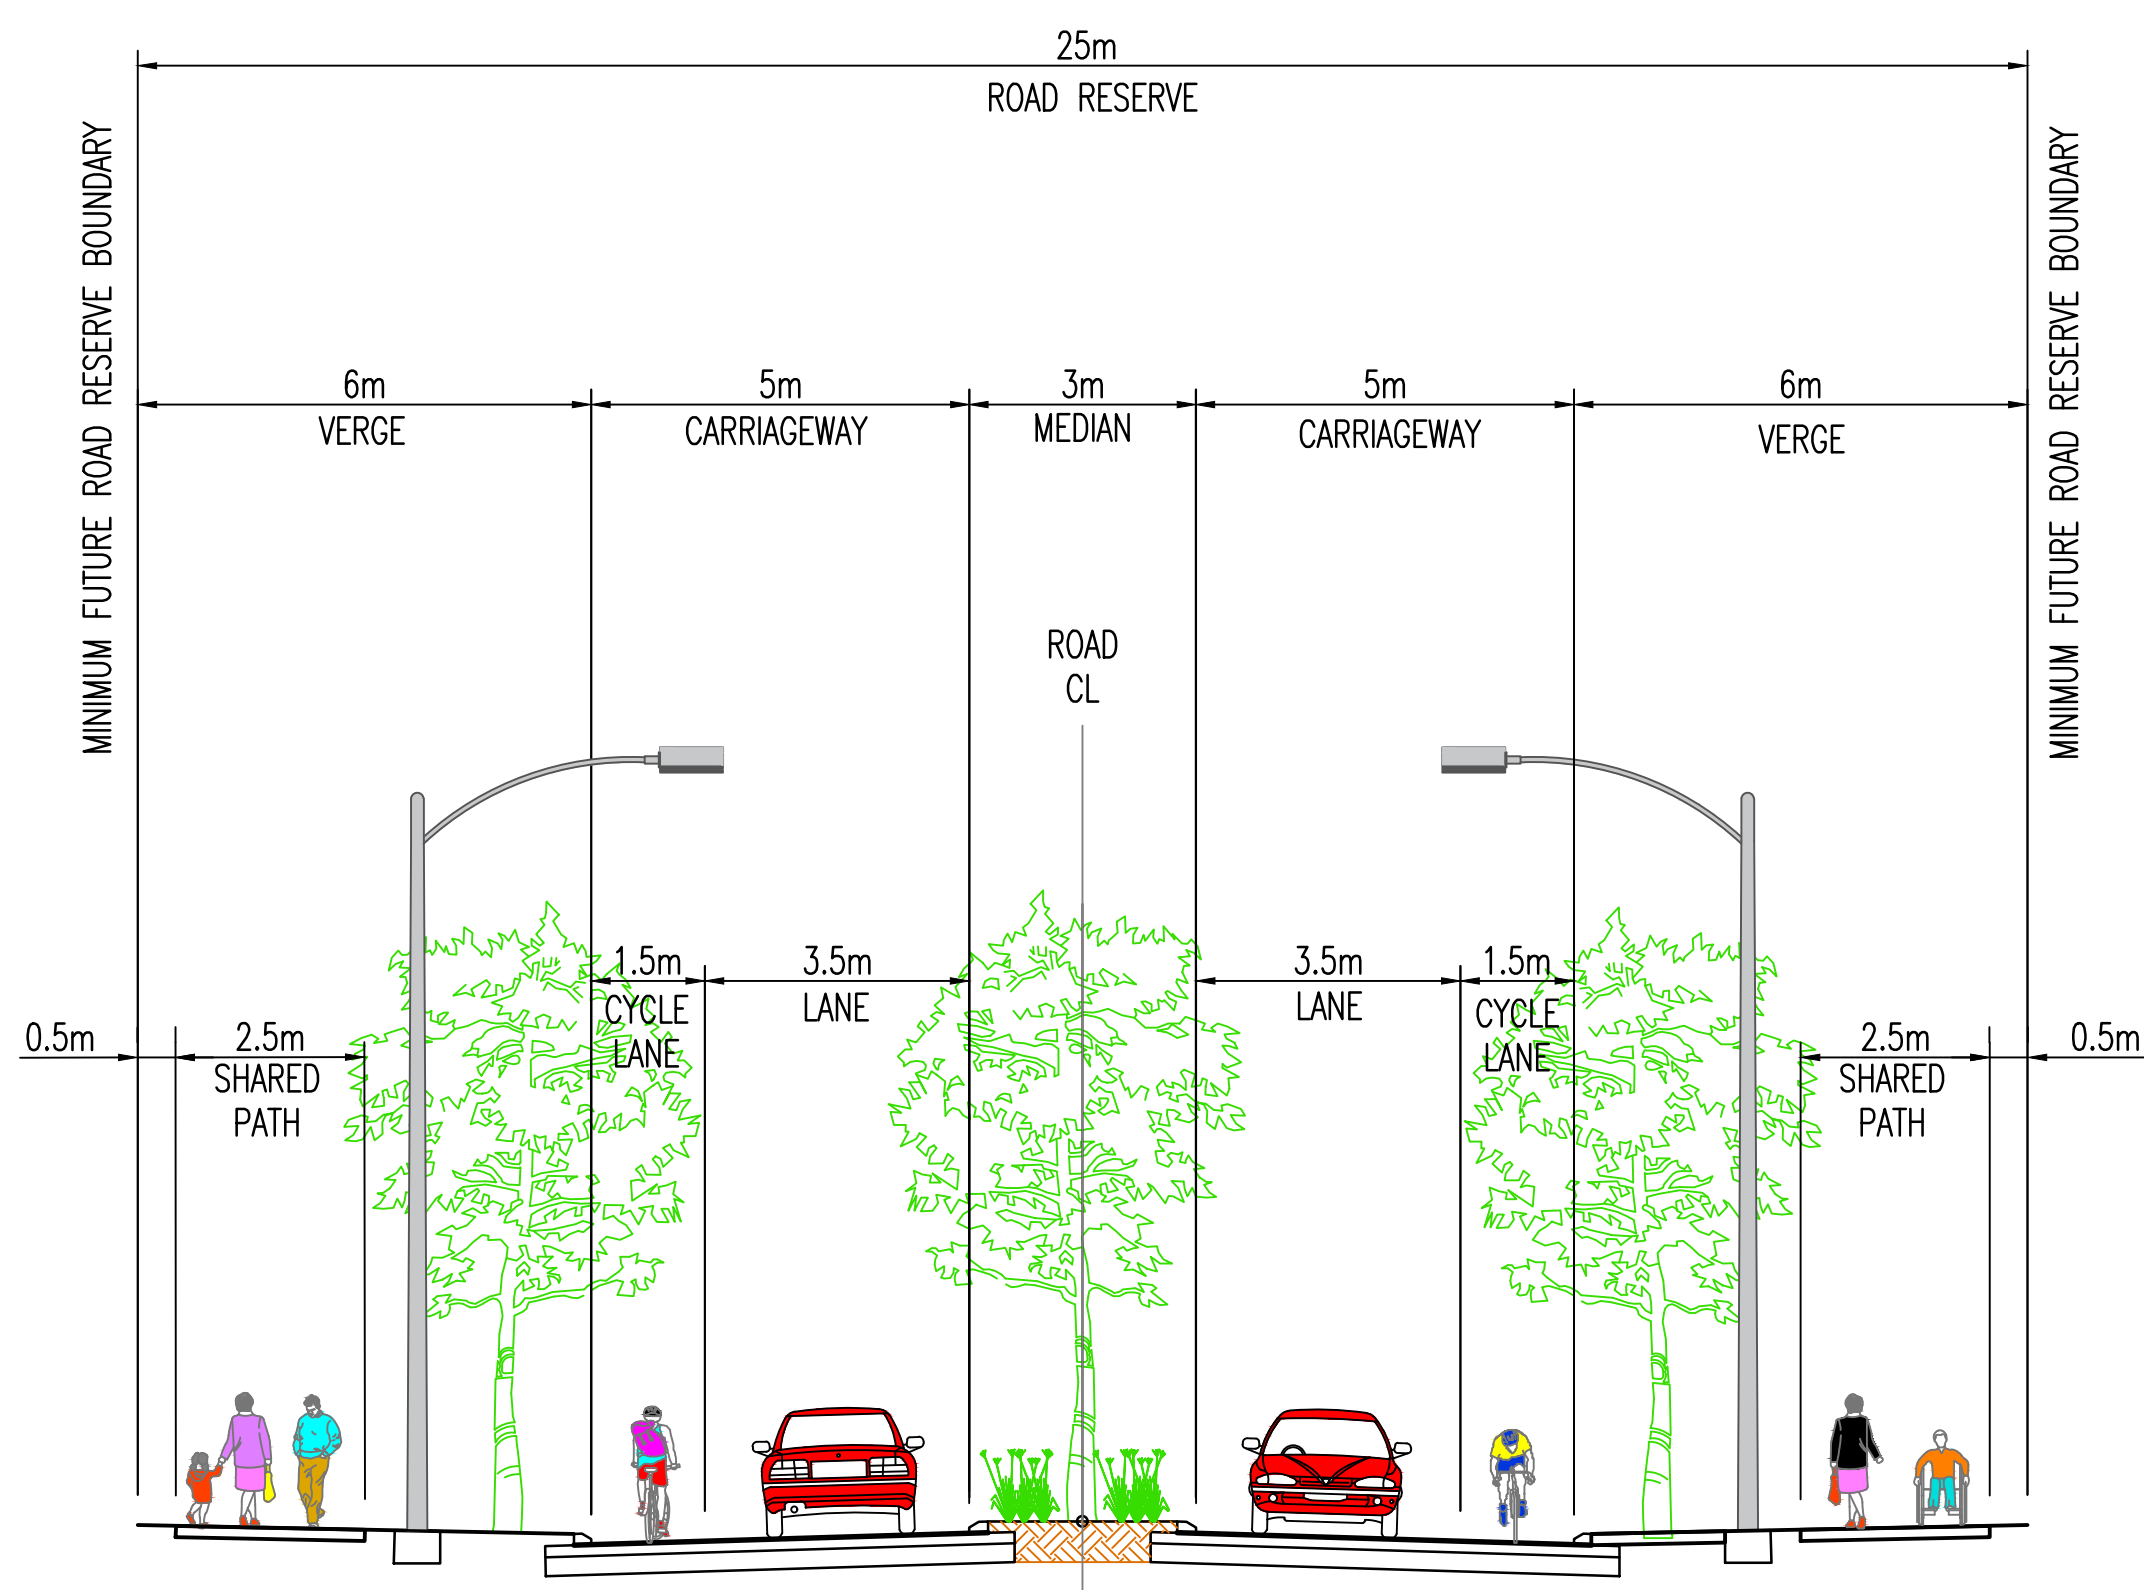 25m
ROAD RESERVE
MINIMUM FUTURE ROAD RESERVE BOUNDARY
MINIMUM FUTURE ROAD RESERVE BOUNDARY
6m
VERGE
5m
CARRIAGEWAY
3m
MEDIAN
5m
CARRIAGEWAY
6m
VERGE
ROAD
CL
0.5m
2.5m
SHARED
PATH
1.5m
CYCLE
LANE
3.5m
LANE
3.5m
LANE
1.5m
CYCLE
LANE
2.5m
SHARED
PATH
0.5m